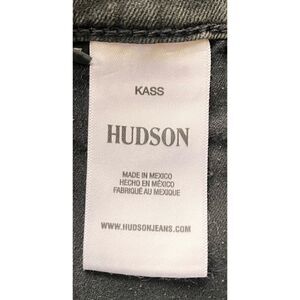 KASS
HUDSON
MADE IN MEXICO
HECHO EN MÉXICO
FABRIQUÉ AU MEXIQUE
WWW.HUDSONJEANS.COM